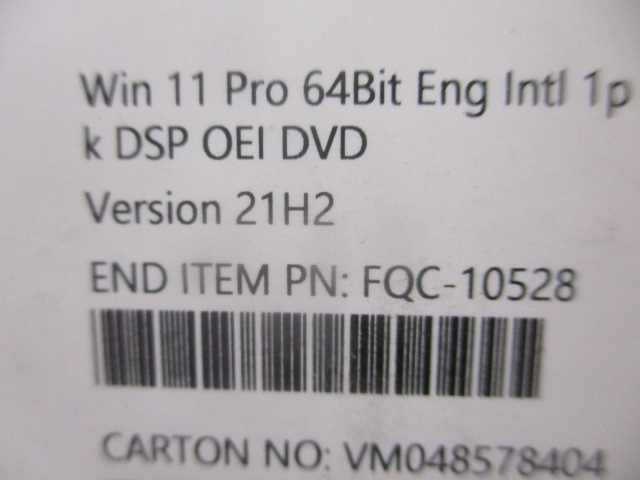 Win 11 Pro 64Bit Eng Intl 1p
k DSP OEI DVD
Version 21H2
END ITEM PN: FQC-10528
CARTON NO: VM048578404